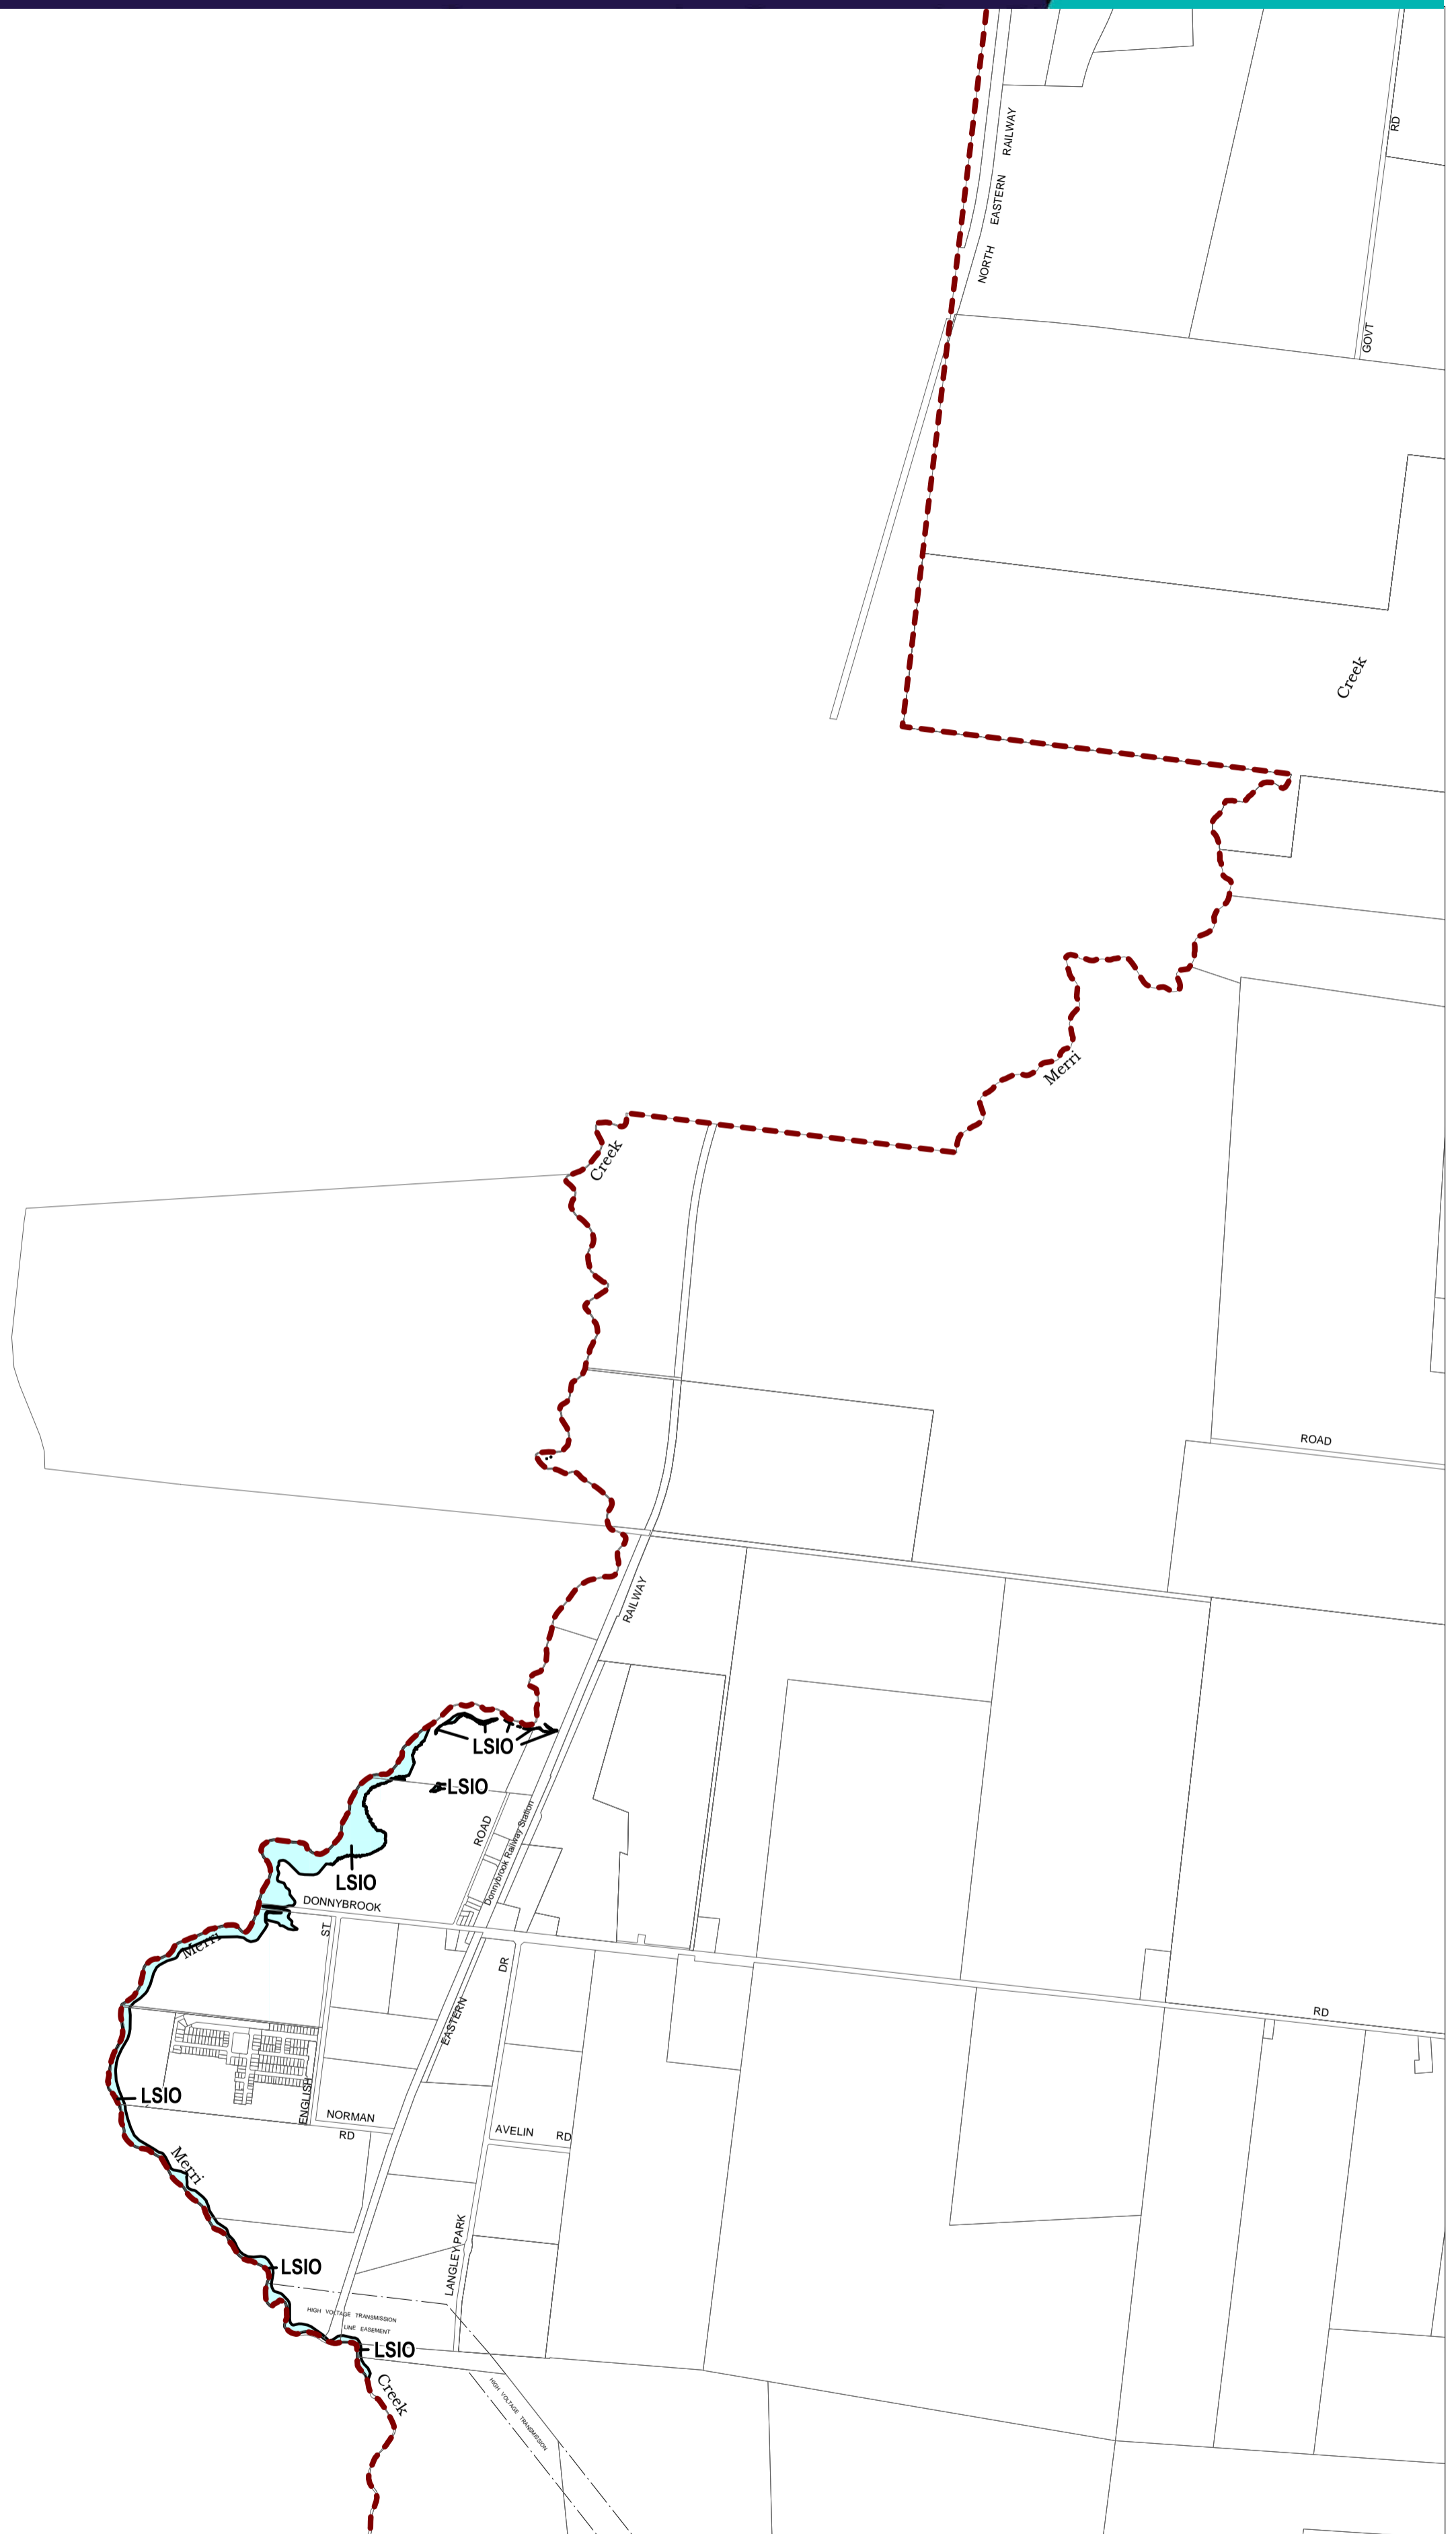 RD
RAILWAY
EASTERN
NORTH
GOVT
Creek
Merri
Creek
ROAD
RAILWAY
LSIO
LSIO
ROAD
Donnybrook Railway Station
LSIO
DONNYBROOK
ST
Merri
DR
EASTERN
RD
LSIO
ENGLISH
NORMAN
RD
AVELIN RD
Merri
LANGLEY PARK
LSIO
HIGH VOLTAGE TRANSMISSION
LINE EASEMENT
LSIO
Creek
HIGH VOLTAGE TRANSMISSION